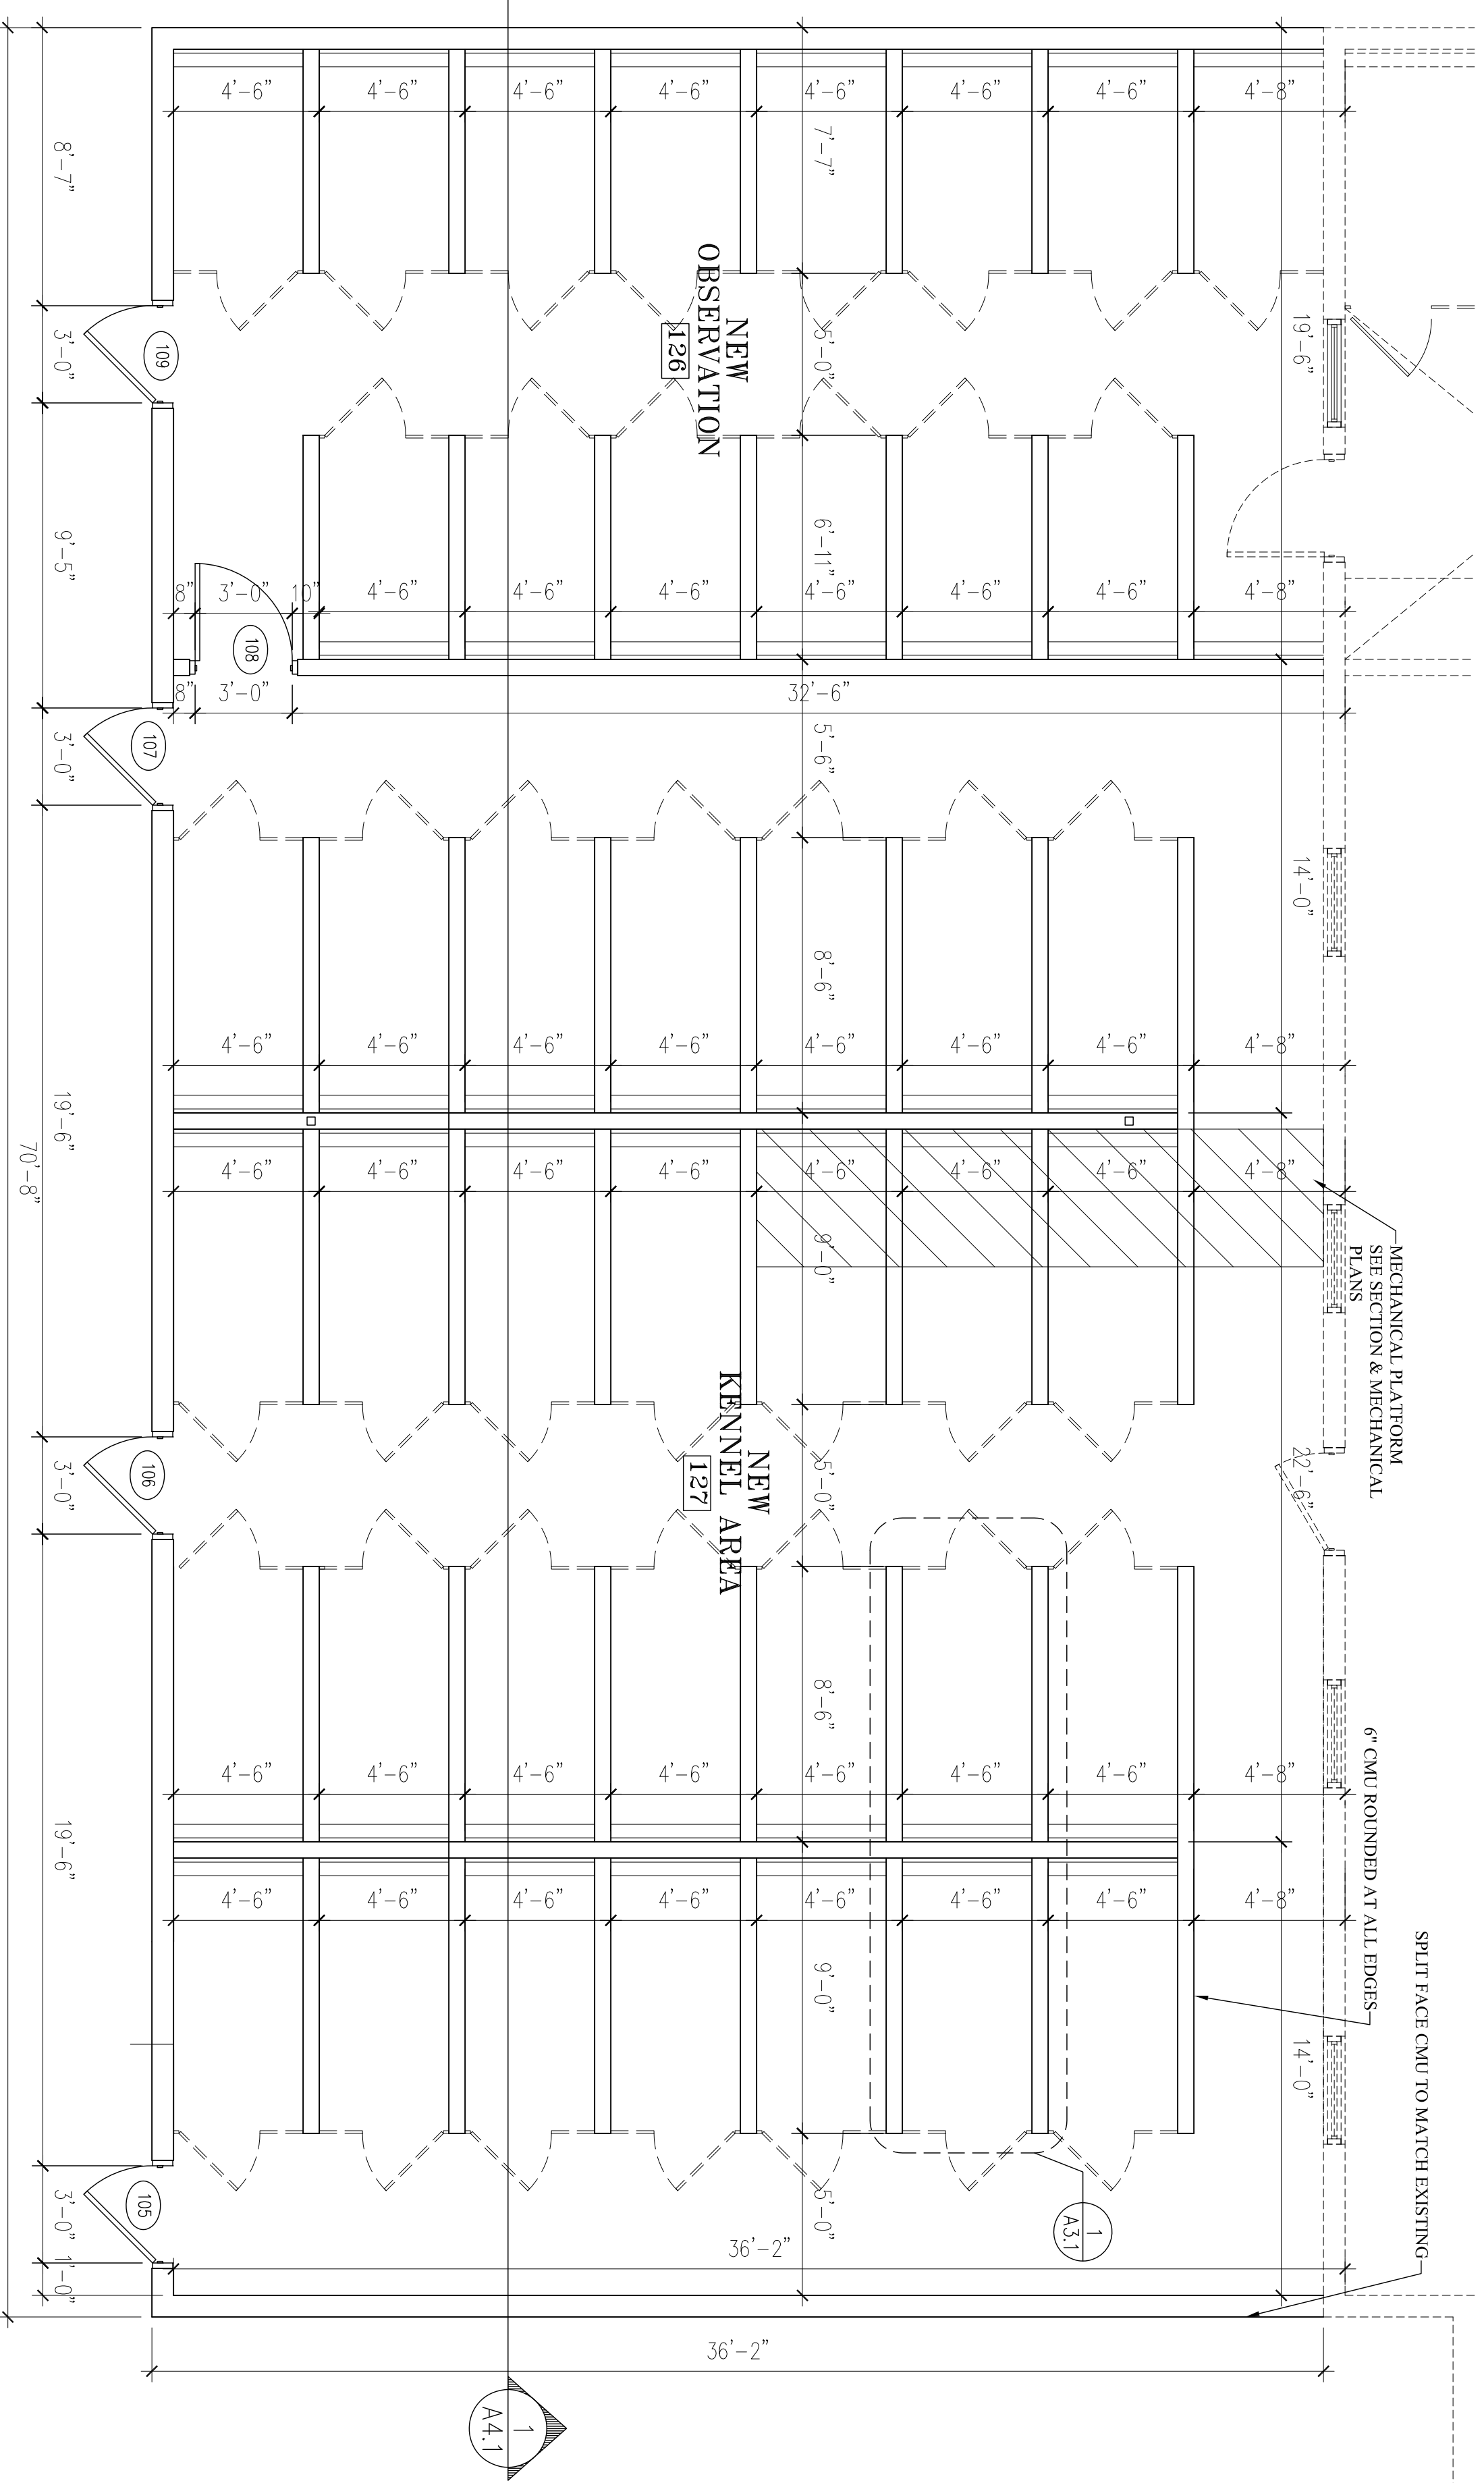 4'-6" 4'-6" 4'-6" 4'-6" 4'-6" 4'-6" 4'-6" 4'-8"
8'-7"
7'-7"
NEW
OBSERVATION
126
19'-6"
3'-0"
109
5'-0"
9'-5"
6'-11"
8" 3'-0" 10" 4'-6" 4'-6" 4'-6" 4'-6" 4'-6" 4'-6" 4'-8"
108
8" 3'-0" 32'-6"
3'-0"
107
5'-6"
14'-0"
8'-6"
4'-6" 4'-6" 4'-6" 4'-6" 4'-6" 4'-6" 4'-6" 4'-8"
19'-6"
70'-8"
4'-6" 4'-6" 4'-6" 4'-6" 4'-6" 4'-6" 4'-6" 4'-8"
9'-0"
MECHANICAL PLATFORM
SEE SECTION & MECHANICAL
PLANS
3'-0"
106
NEW
KENNEL AREA
127
5'-0"
22'-6"
8'-6"
4'-6" 4'-6" 4'-6" 4'-6" 4'-6" 4'-6" 4'-6" 4'-8"
6" CMU ROUNDED AT ALL EDGES
19'-6"
4'-6" 4'-6" 4'-6" 4'-6" 4'-6" 4'-6" 4'-6" 4'-8"
9'-0"
14'-0"
SPLIT FACE CMU TO MATCH EXISTING
3'-0"
105
5'-0"
1
A3.1
1'-0"
36'-2"
36'-2"
1
A4.1